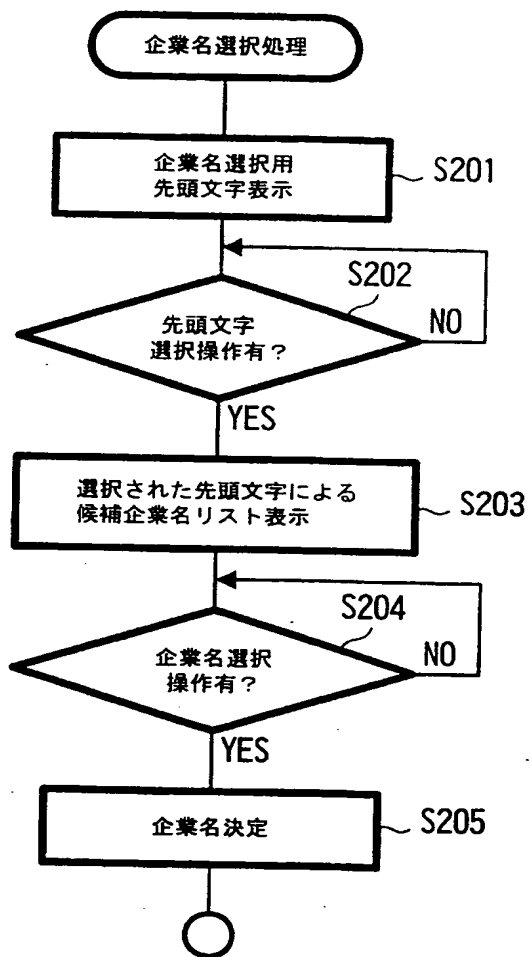 企業名選択処理
企業名選択用
先頭文字表示
S201
S202
先頭文字
選択操作有?
NO
YES
選択された先頭文字による
候補企業名リスト表示
S203
S204
企業名選択
操作有?
NO
YES
企業名決定
S205